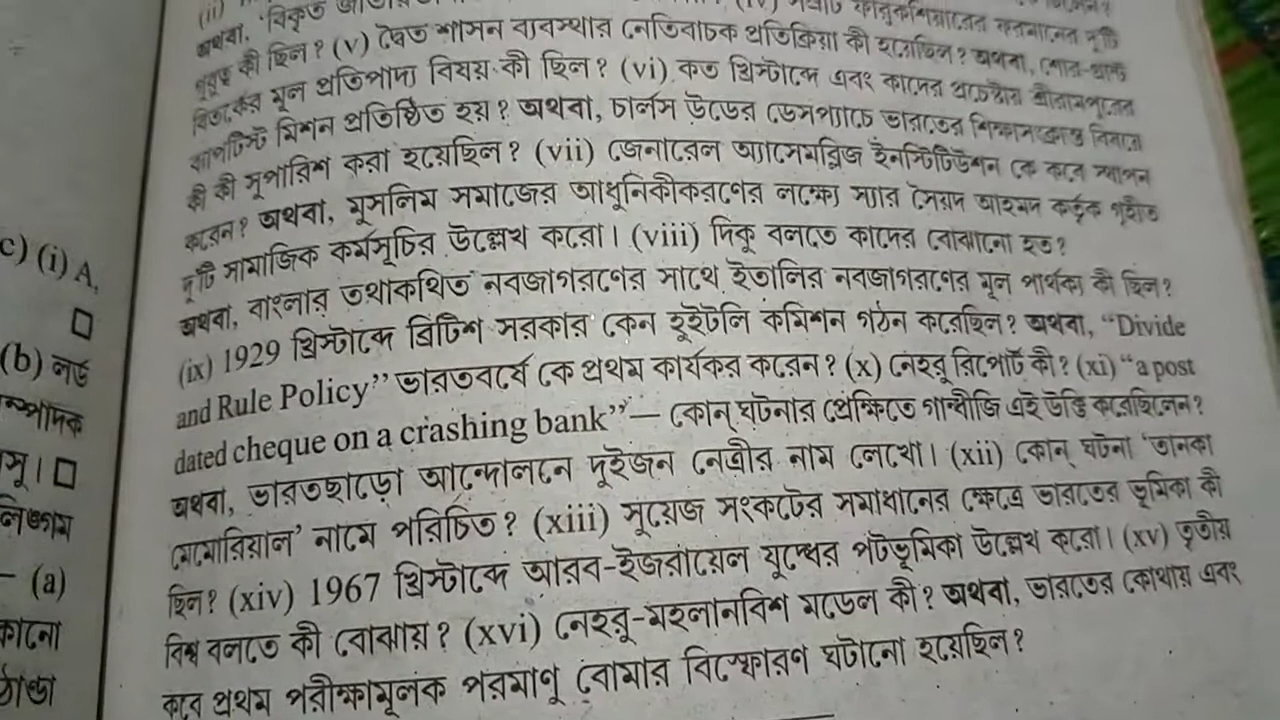 (ii)
অথবা, 'বিকৃত
গুরুত্ব কী ছিল? (v) দ্বৈত শাসন ব্যবস্থার নেতিবাচক প্রতিক্রিয়া কী হয়েছিল? অথবা,
বিতর্কের মূল প্রতিপাদ্য বিষয় কী ছিল? (vi) কত খ্রিস্টাব্দে এবং কাদের প্রচেষ্টায় শ্রীরামপুরের
ব্যাপটিস্ট মিশন প্রতিষ্ঠিত হয়? অথবা, চার্লস উডের ডেসপ্যাচে ভারতের শিক্ষাসংক্রান্ত বিষয়ে
কী কী সুপারিশ করা হয়েছিল? (vii) জেনারেল অ্যাসেমব্লিজ ইনস্টিটিউশন কে কবে স্থাপন
করেন? অথবা, মুসলিম সমাজের আধুনিকীকরণের লক্ষ্যে স্যার সৈয়দ আহমদ কর্তৃক গৃহীত
দুটি সামাজিক কর্মসূচির উল্লেখ করো। (viii) দিকু বলতে কাদের বোঝানো হত?
অথবা, বাংলার তথাকথিত নবজাগরণের সাথে ইতালির নবজাগরণের মূল পার্থক্য কী ছিল?
(ix) 1929 খ্রিস্টাব্দে ব্রিটিশ সরকার কেন হুইটলি কমিশন গঠন করেছিল? অথবা, “Divide
and Rule Policy” ভারতবর্ষে কে প্রথম কার্যকর করেন? (x) নেহরু রিপোর্ট কী? (xi) “a post
dated cheque on a crashing bank”— কোন্ ঘটনার প্রেক্ষিতে গান্ধীজি এই উক্তি করেছিলেন?
অথবা, ভারতছাড়ো আন্দোলনে দুইজন নেত্রীর নাম লেখো। (xii) কোন্ ঘটনা ‘তানাকা
মেমোরিয়াল’ নামে পরিচিত? (xiii) সুয়েজ সংকটের সমাধানের ক্ষেত্রে ভারতের ভূমিকা কী
ছিল? (xiv) 1967 খ্রিস্টাব্দে আরব-ইজরায়েল যুদ্ধের পটভূমিকা উল্লেখ করো। (xv) তৃতীয়
বিশ্ব বলতে কী বোঝায়? (xvi) নেহরু-মহলানবিশ মডেল কী? অথবা, ভারতের কোথায় এবং
কবে প্রথম পরীক্ষামূলক পরমাণু বোমার বিস্ফোরণ ঘটানো হয়েছিল?
c) (i) A.
(b) লর্ড
ম্পাদক
সু।
লিঙ্গম
– (a)
কোনো
ঠান্ডা